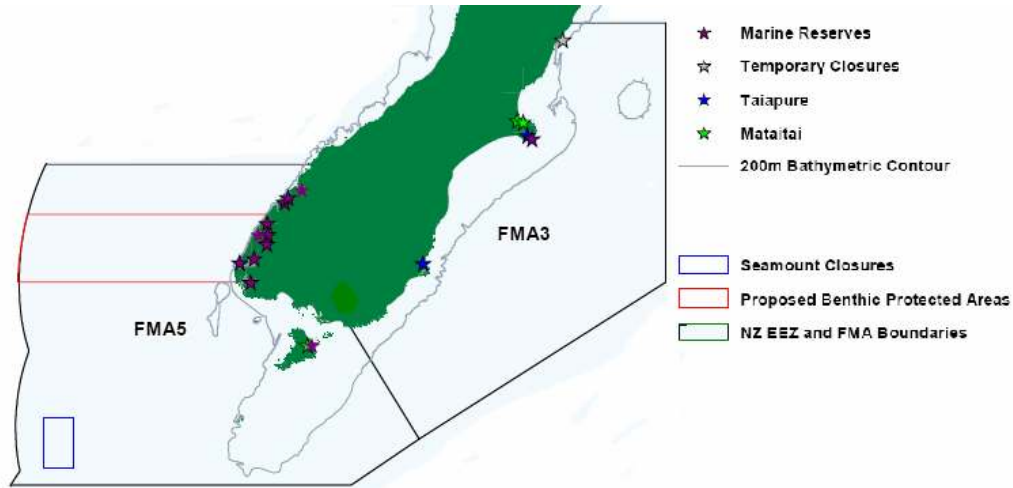 Marine Reserves
Temporary Closures
Taiapure
Mataitai
200m Bathymetric Contour
FMA3
Seamount Closures
Proposed Benthic Protected Areas
FMA5
NZ EEZ and FMA Boundaries